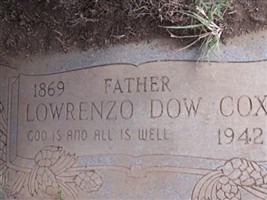 1869 FATHER
LOWRENZO DOW COX
GOD IS AND ALL IS WELL 1942